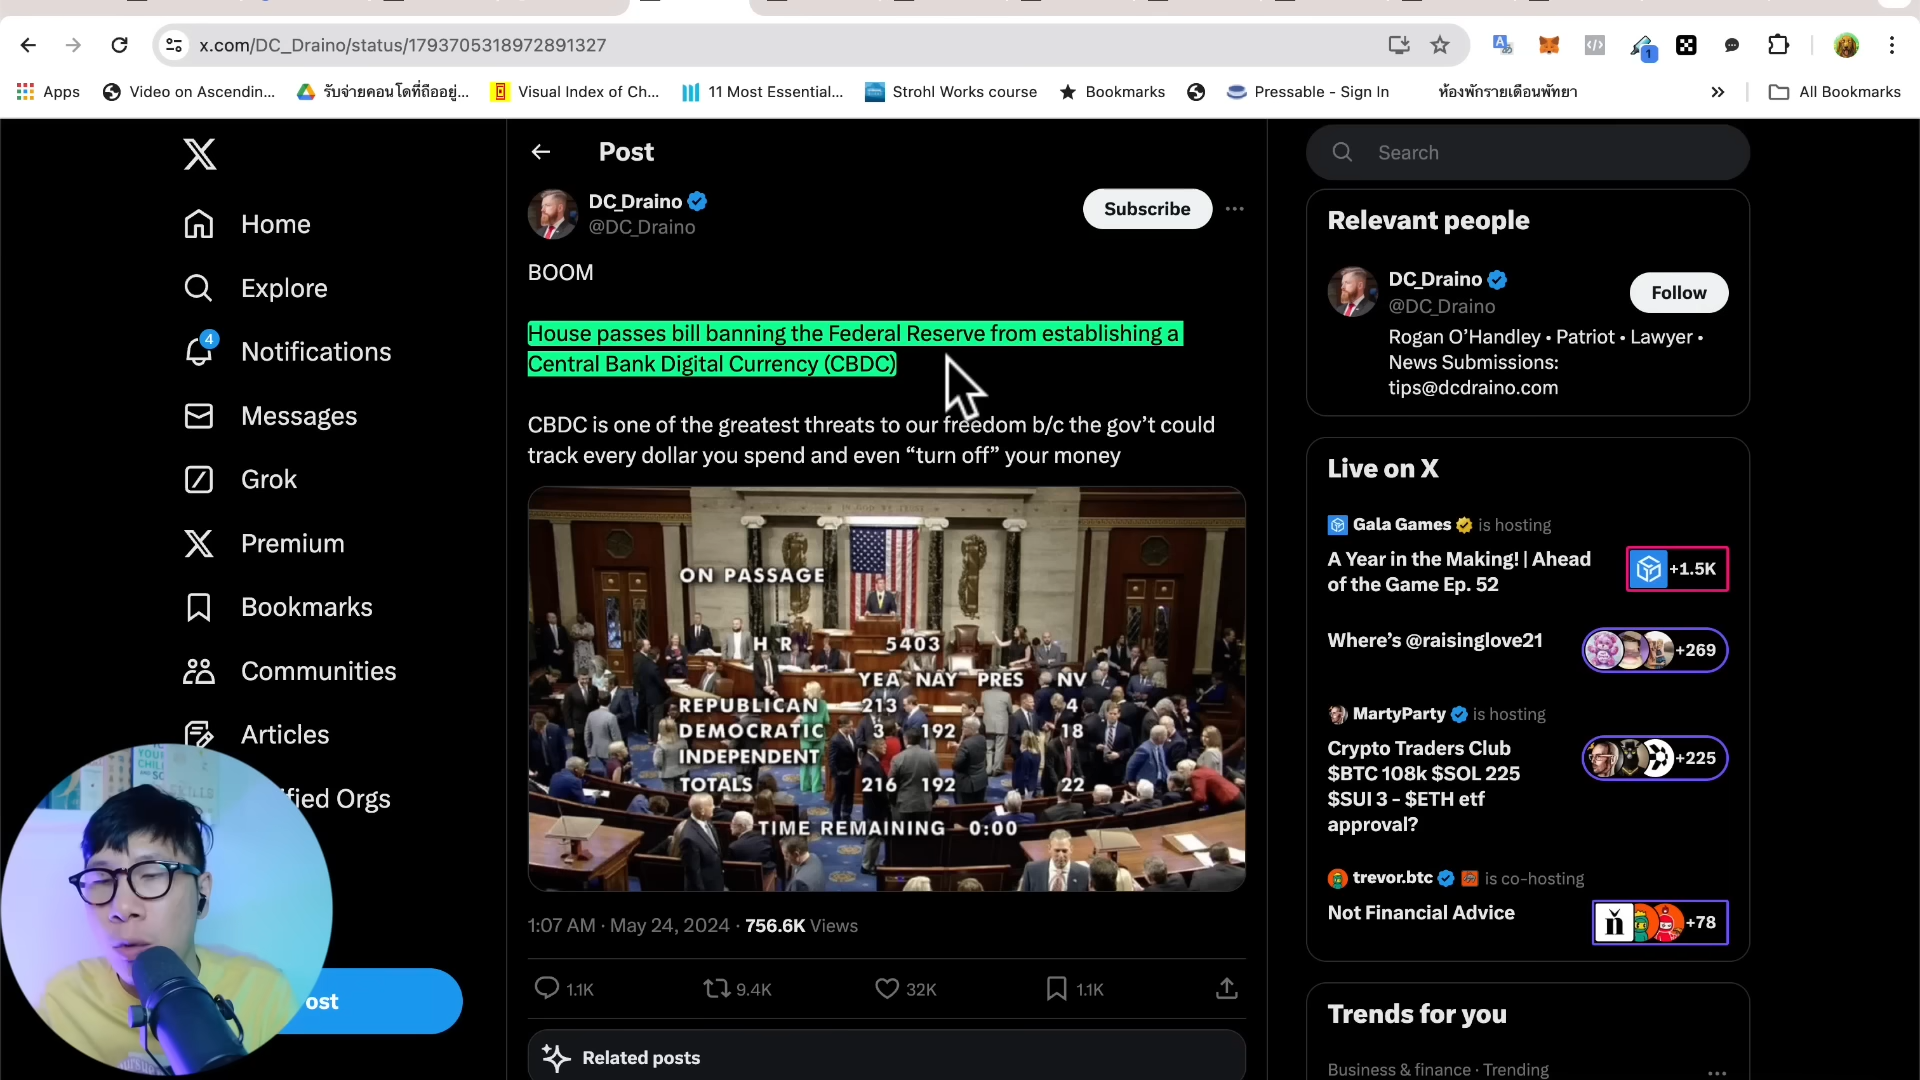 x.com/DC_Draino/status/1793705318972891327
1
Apps
Video on Ascendin...
รับจ่ายคอนโดที่ถืออยู่...
Visual Index of Ch...
11 Most Essential...
Strohl Works course
Bookmarks
Pressable - Sign In
ห้องพักรายเดือนพัทยา
All Bookmarks
Home
Explore
4
Notifications
Messages
Grok
Premium
Bookmarks
Communities
Articles
fied Orgs
ost
Post
DC_Draino
@DC_Draino
Subscribe
BOOM
House passes bill banning the Federal Reserve from establishing a
Central Bank Digital Currency (CBDC)
CBDC is one of the greatest threats to our freedom b/c the gov't could
track every dollar you spend and even “turn off” your money
ON PASSAGE
H R 5403
YEA NAY PRES NV
REPUBLICAN 213 4
DEMOCRATIC 3 192 18
INDEPENDENT
TOTALS 216 192 22
TIME REMAINING 0:00
1:07 AM · May 24, 2024 · 756.6K Views
1.1K 9.4K 32K 1.1K
Related posts
Search
Relevant people
DC_Draino
@DC_Draino
Follow
Rogan O’Handley • Patriot • Lawyer •
News Submissions:
tips@dcdraino.com
Live on X
Gala Games is hosting
A Year in the Making! | Ahead
of the Game Ep. 52
+1.5K
Where’s @raisinglove21
+269
MartyParty is hosting
Crypto Traders Club
$BTC 108k $SOL 225
$SUI 3 - $ETH etf
approval?
+225
trevor.btc is co-hosting
Not Financial Advice
+78
Trends for you
Business & finance · Trending